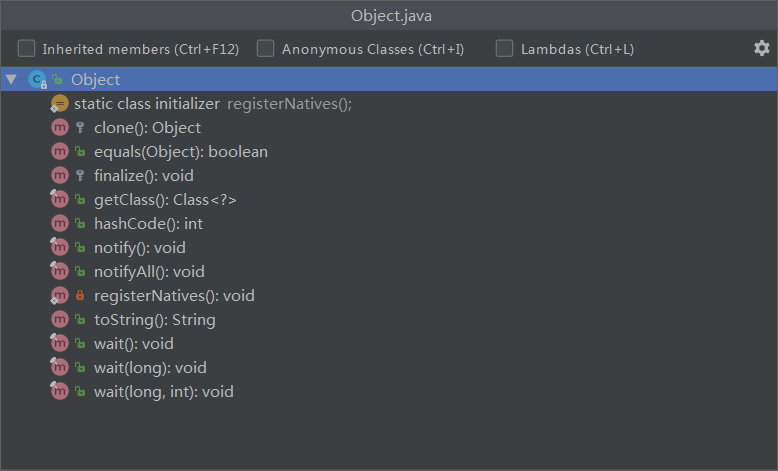 Object.java
Inherited members (Ctrl+F12) Anonymous Classes (Ctrl+I) Lambdas (Ctrl+L)
Object
static class initializer registerNatives();
clone(): Object
equals(Object): boolean
finalize(): void
getClass(): Class<?>
hashCode(): int
notify(): void
notifyAll(): void
registerNatives(): void
toString(): String
wait(): void
wait(long): void
wait(long, int): void